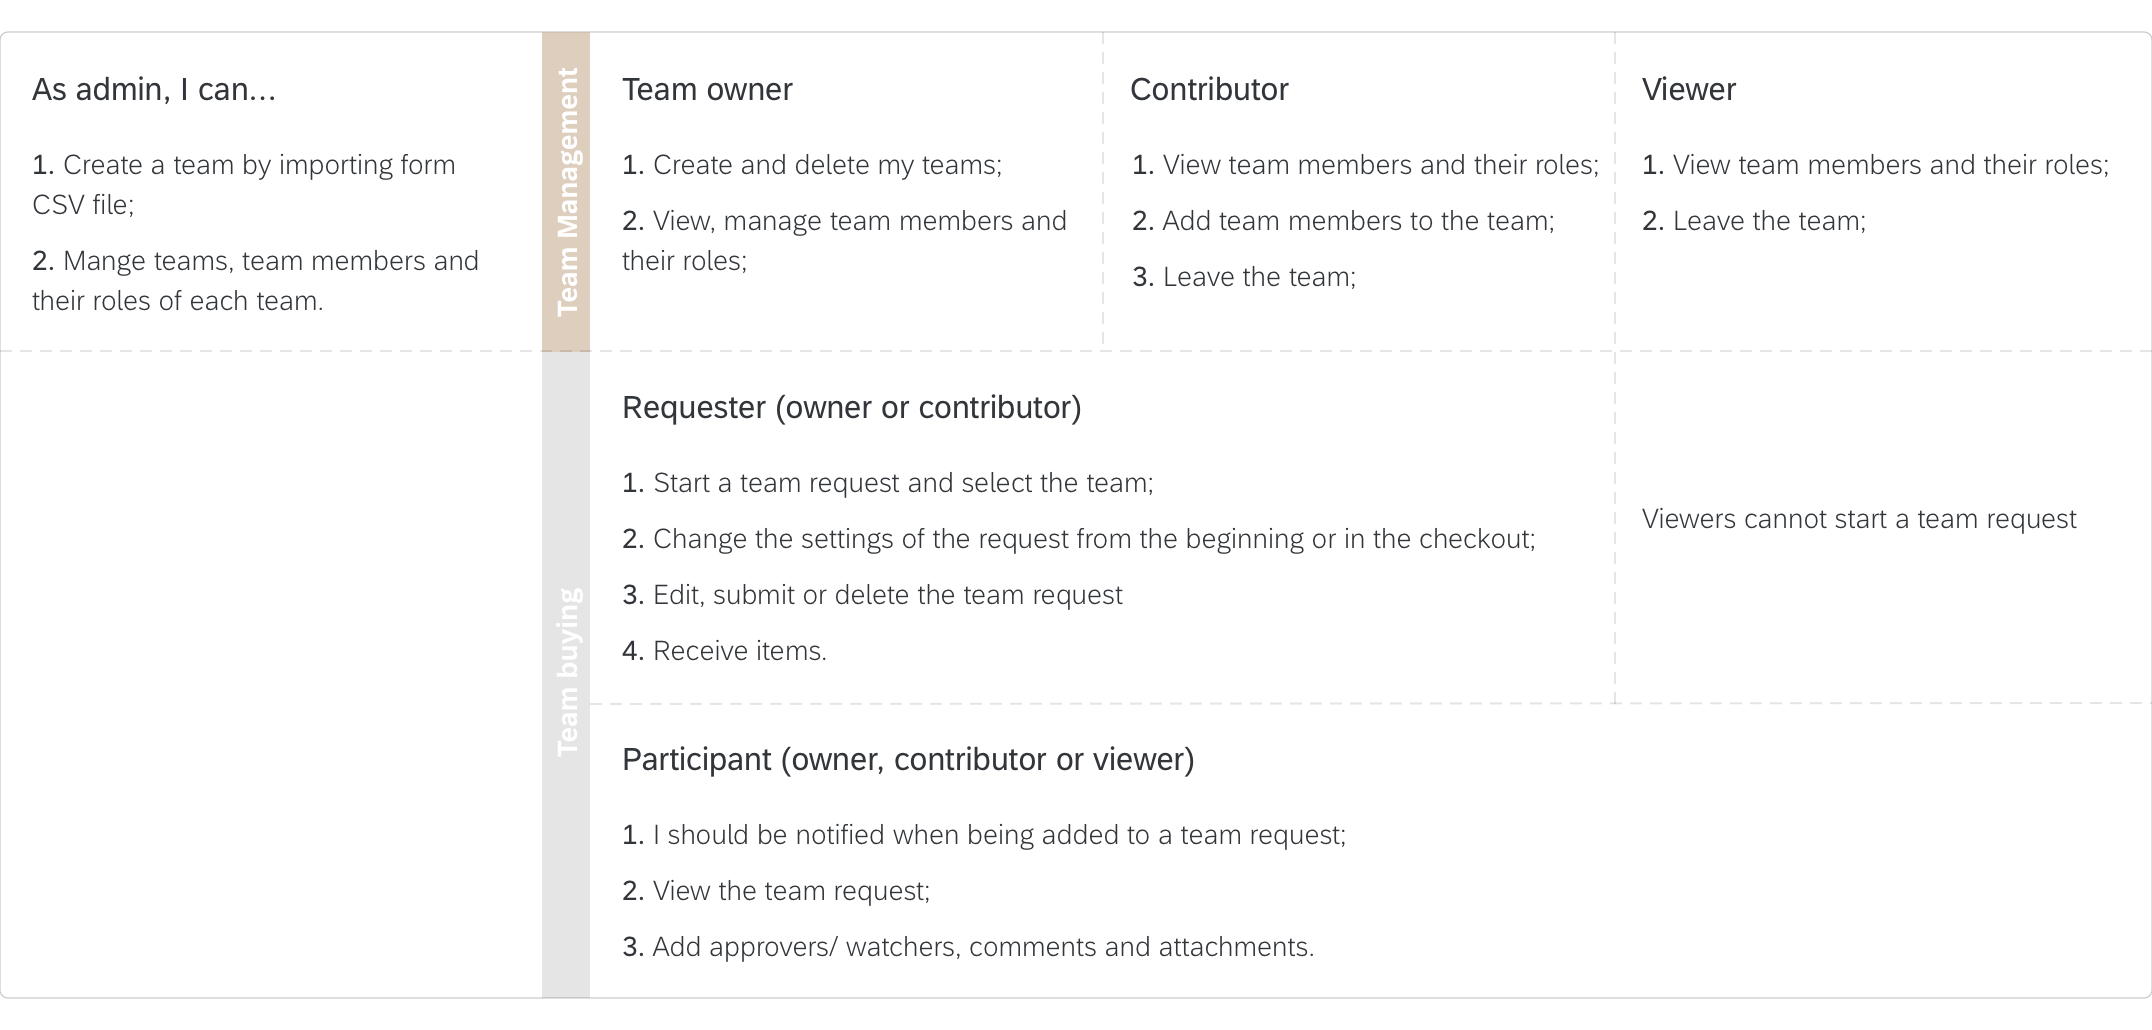 As admin, I can...
1. Create a team by importing form
CSV file;
2. Mange teams, team members and
their roles of each team.
Team Management
Team owner
1. Create and delete my teams;
2. View, manage team members and
their roles;
Contributor
1. View team members and their roles;
2. Add team members to the team;
3. Leave the team;
Viewer
1. View team members and their roles;
2. Leave the team;
Team buying
Requester (owner or contributor)
1. Start a team request and select the team;
2. Change the settings of the request from the beginning or in the checkout;
3. Edit, submit or delete the team request
4. Receive items.
Viewers cannot start a team request
Participant (owner, contributor or viewer)
1. I should be notified when being added to a team request;
2. View the team request;
3. Add approvers/ watchers, comments and attachments.